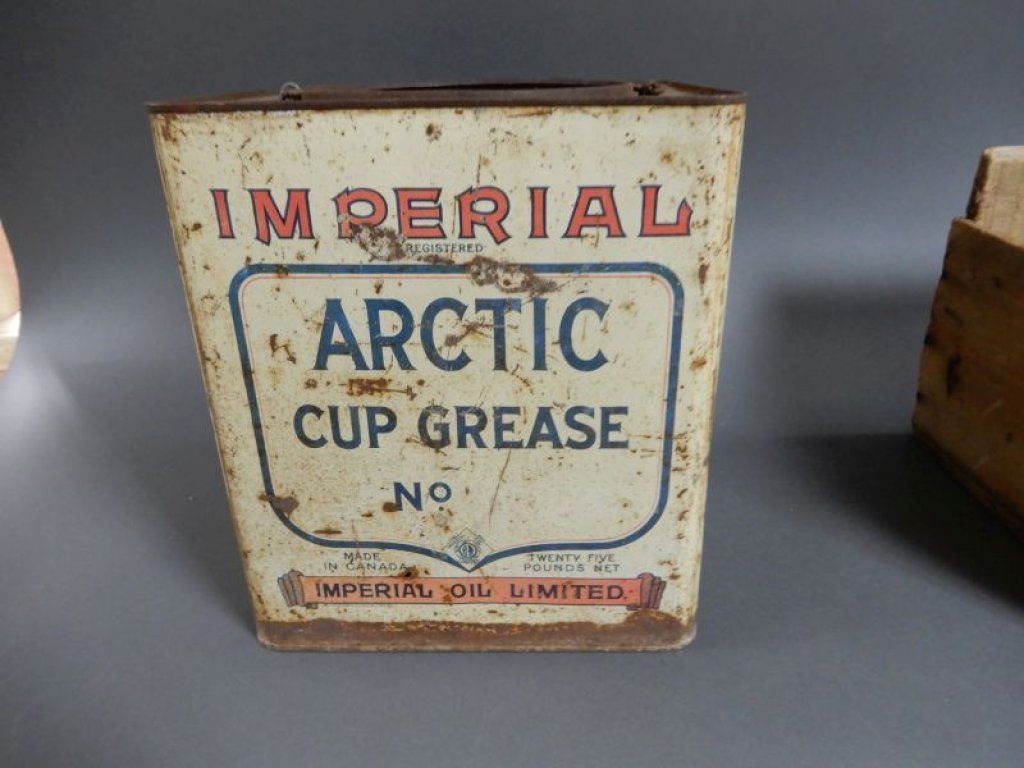 IMPERIAL
REGISTERED
ARCTIC
CUP GREASE
No
MADE
IN CANADA
TWENTY FIVE
POUNDS NET
IMPERIAL OIL LIMITED.